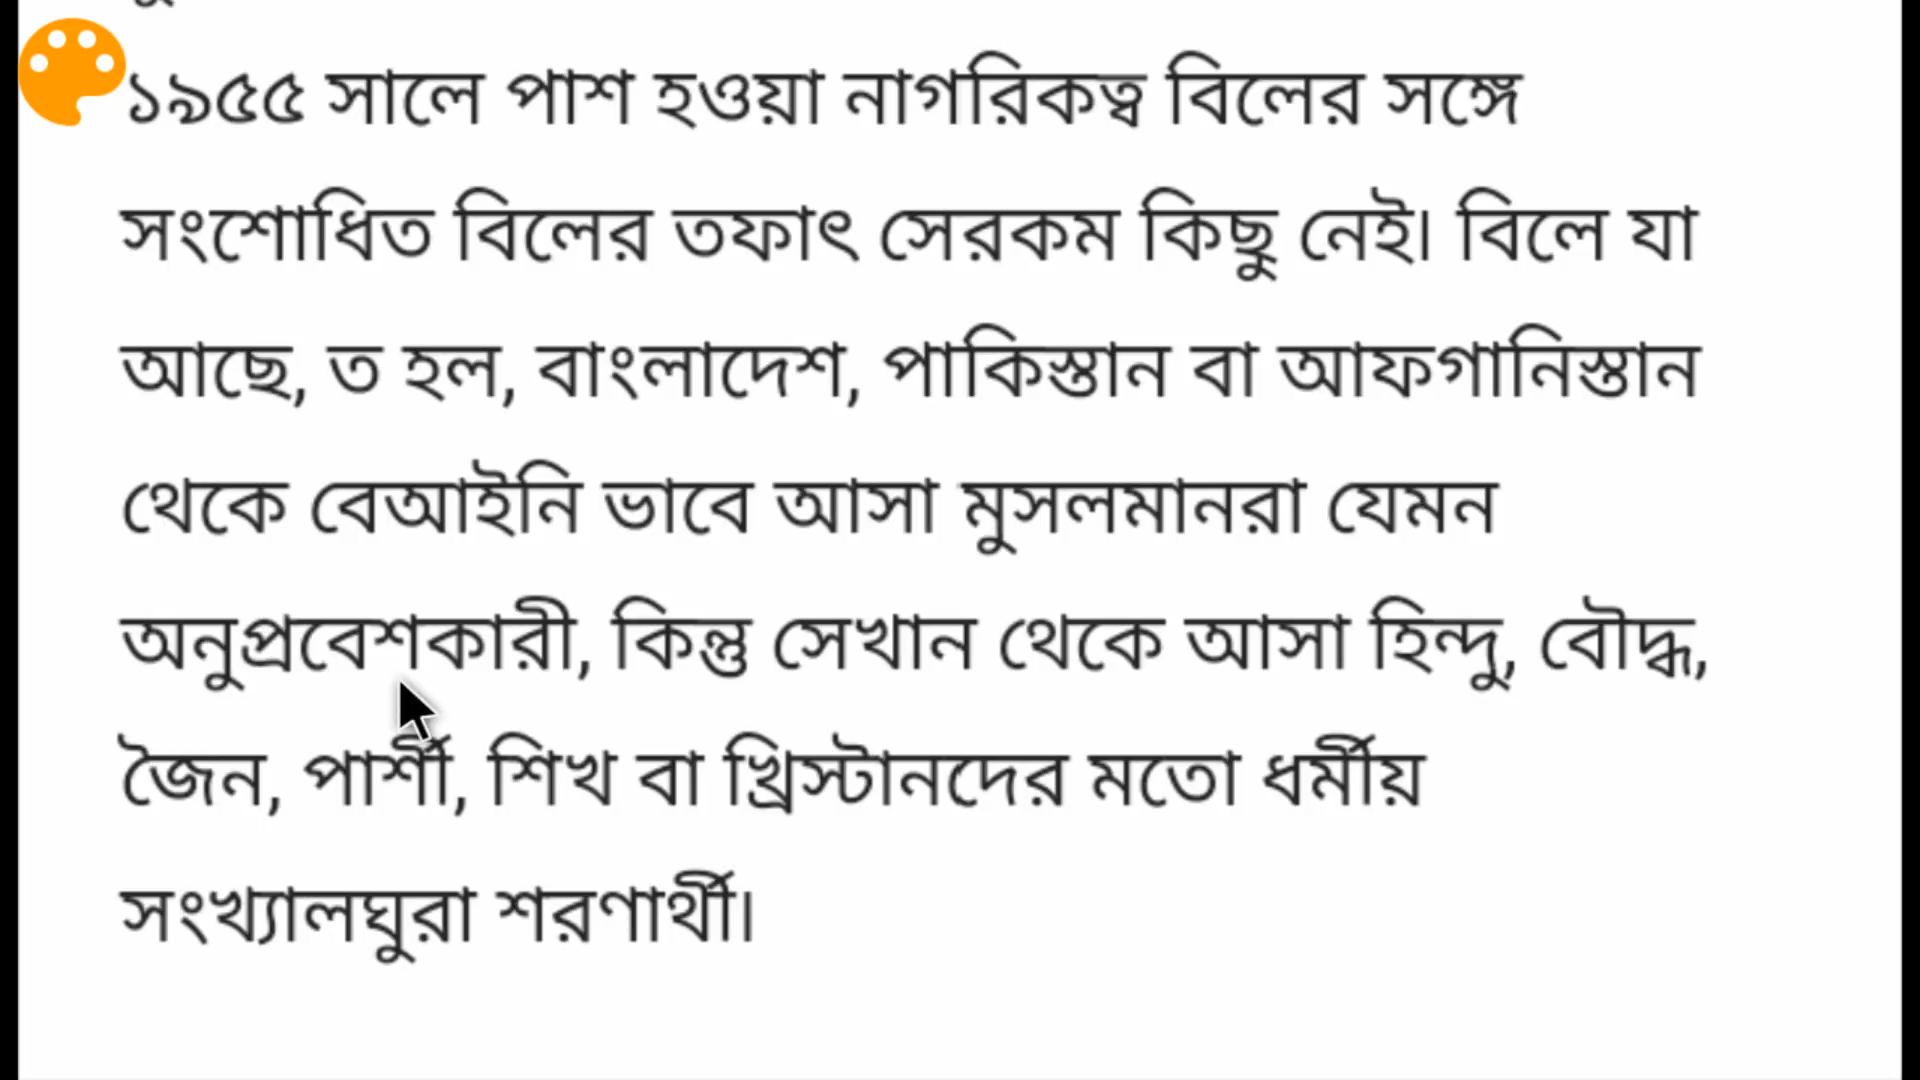 ১৯৫৫ সালে পাশ হওয়া নাগরিকত্ব বিলের সঙ্গে
সংশোধিত বিলের তফাৎ সেরকম কিছু নেই। বিলে যা
আছে, ত হল, বাংলাদেশ, পাকিস্তান বা আফগানিস্তান
থেকে বেআইনি ভাবে আসা মুসলমানরা যেমন
অনুপ্রবেশকারী, কিন্তু সেখান থেকে আসা হিন্দু, বৌদ্ধ,
জৈন, পার্শী, শিখ বা খ্রিস্টানদের মতো ধর্মীয়
সংখ্যালঘুরা শরণার্থী।